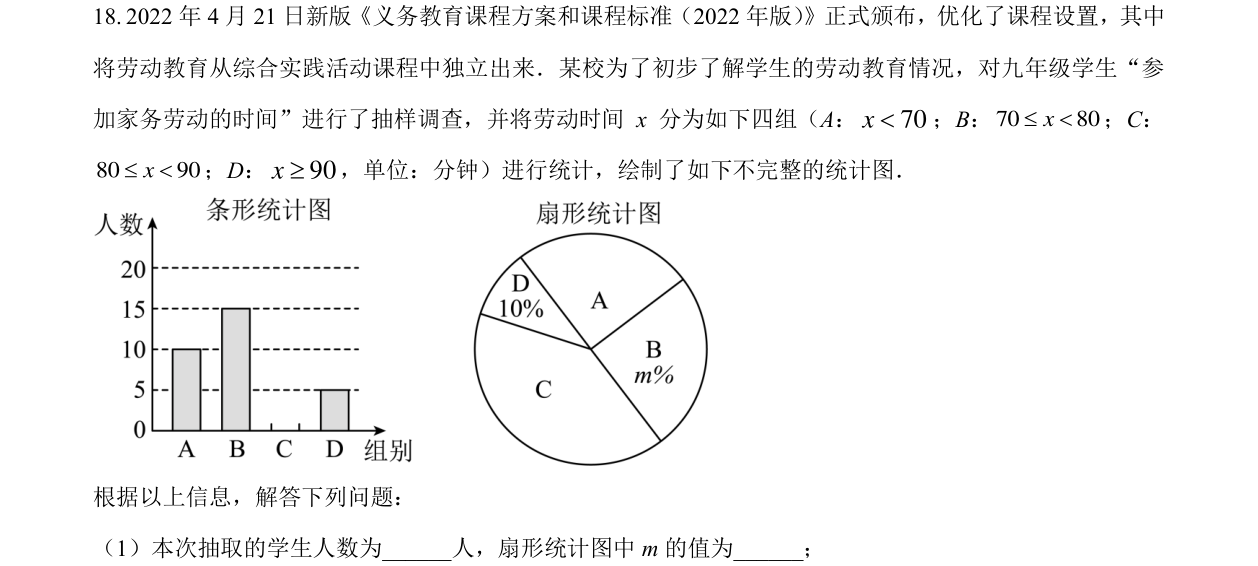 18. 2022 年 4 月 21 日新版《义务教育课程方案和课程标准（2022 年版）》正式颁布，优化了课程设置，其中
将劳动教育从综合实践活动课程中独立出来．某校为了初步了解学生的劳动教育情况，对九年级学生“参
加家务劳动的时间”进行了抽样调查，并将劳动时间 x 分为如下四组（A：x < 70；B：70 ≤ x < 80；C：
80 ≤ x < 90；D：x ≥ 90，单位：分钟）进行统计，绘制了如下不完整的统计图．
条形统计图
人数
20
15
10
5
0
A B C D 组别
扇形统计图
D
10%
A
B
m%
C
根据以上信息，解答下列问题：
（1）本次抽取的学生人数为______人，扇形统计图中 m 的值为______；